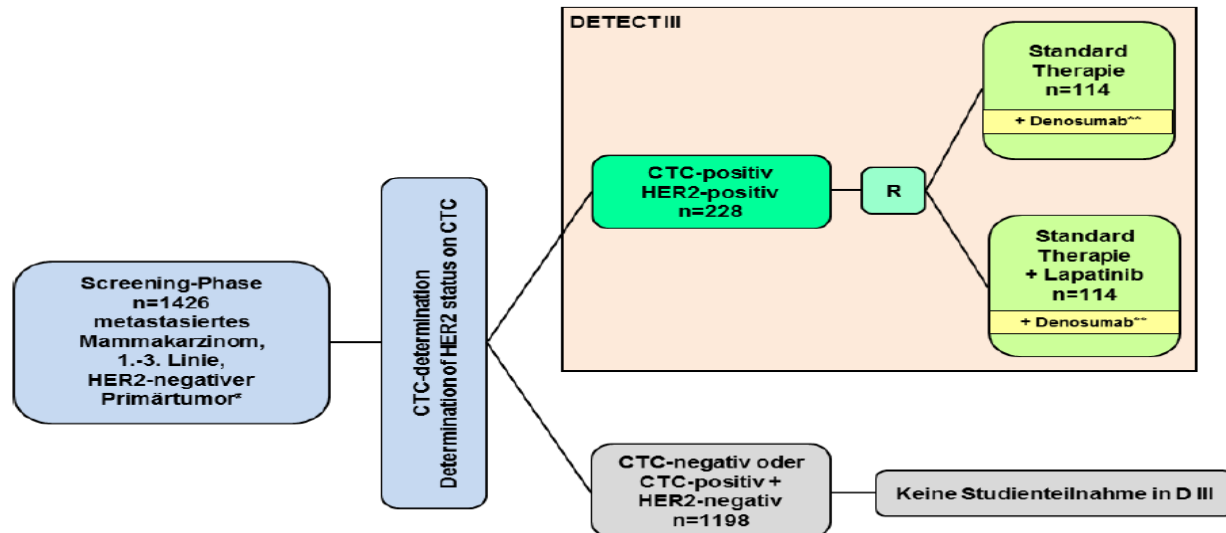 DETECT III
Standard
Therapie
n=114
+ Denosumab**
CTC-positiv
HER2-positiv
n=228
R
Standard
Therapie
+ Lapatinib
n=114
+ Denosumab**
Screening-Phase
n=1426
metastasiertes
Mammakarzinom,
1.-3. Linie,
HER2-negativer
Primärtumor*
CTC-determination
Determination of HER2 status on CTC
CTC-negativ oder
CTC-positiv +
HER2-negativ
n=1198
Keine Studienteilnahme in D III